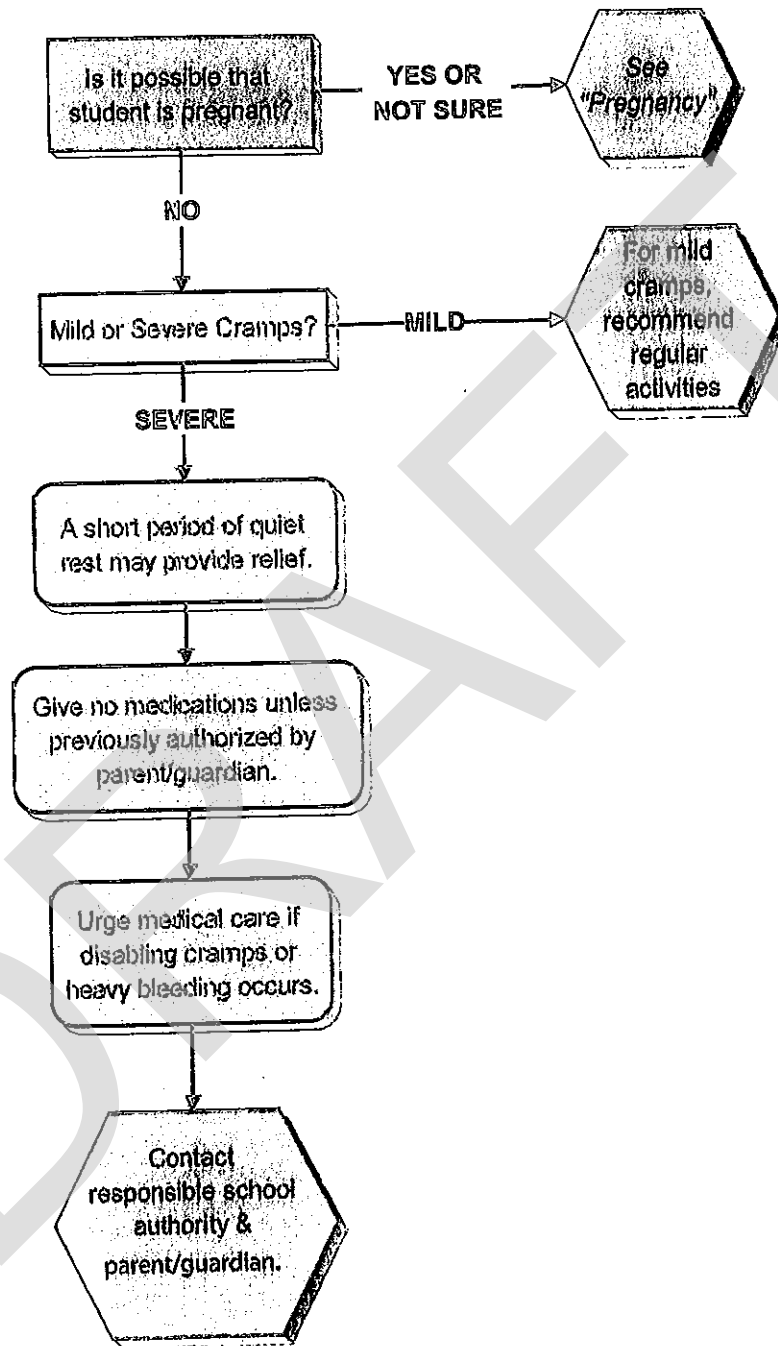 Is it possible that
student is pregnant?
YES OR
NOT SURE
See
"Pregnancy".
NO
Mild or Severe Cramps?
MILD
For mild
cramps,
recommend
regular
activities
SEVERE
A short period of quiet
rest may provide relief.
Give no medications unless
previously authorized by
parent/guardian.
Urge medical care if
disabling cramps or
heavy bleeding occurs.
Contact
responsible school
authority &
parent/guardian.
DRAFT